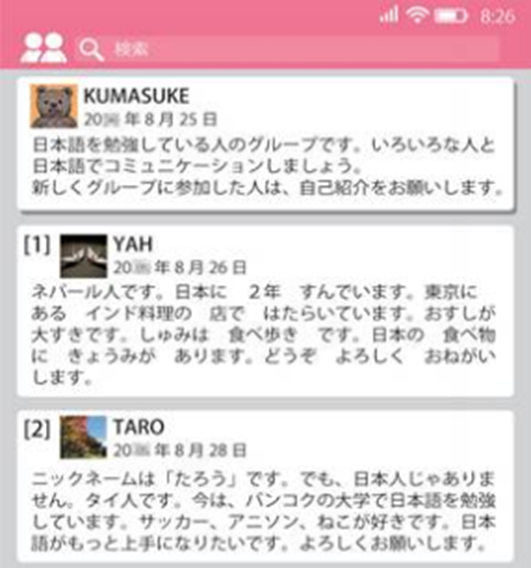 8:26
検索
KUMASUKE
20 年 8 月 25 日
日本語を勉強している人のグループです。いろいろな人と
日本語でコミュニケーションしましょう。
新しくグループに参加した人は、自己紹介をお願いします。
[1] YAH
20 年 8 月 26 日
ネパール人です。日本に　２年　すんでいます。東京に
ある　インド料理の　店で　はたらいています。おすしが
大すきです。しゅみは　食べ歩き　です。日本の　食べ物
に　きょうみが　あります。どうぞ　よろしく　おねがい
します。
[2] TARO
20 年 8 月 28 日
ニックネームは「たろう」です。でも、日本人じゃありま
せん。タイ人です。今は、バンコクの大学で日本語を勉強
しています。サッカー、アニソン、ねこが好きです。日本
語がもっと上手になりたいです。よろしくお願いします。